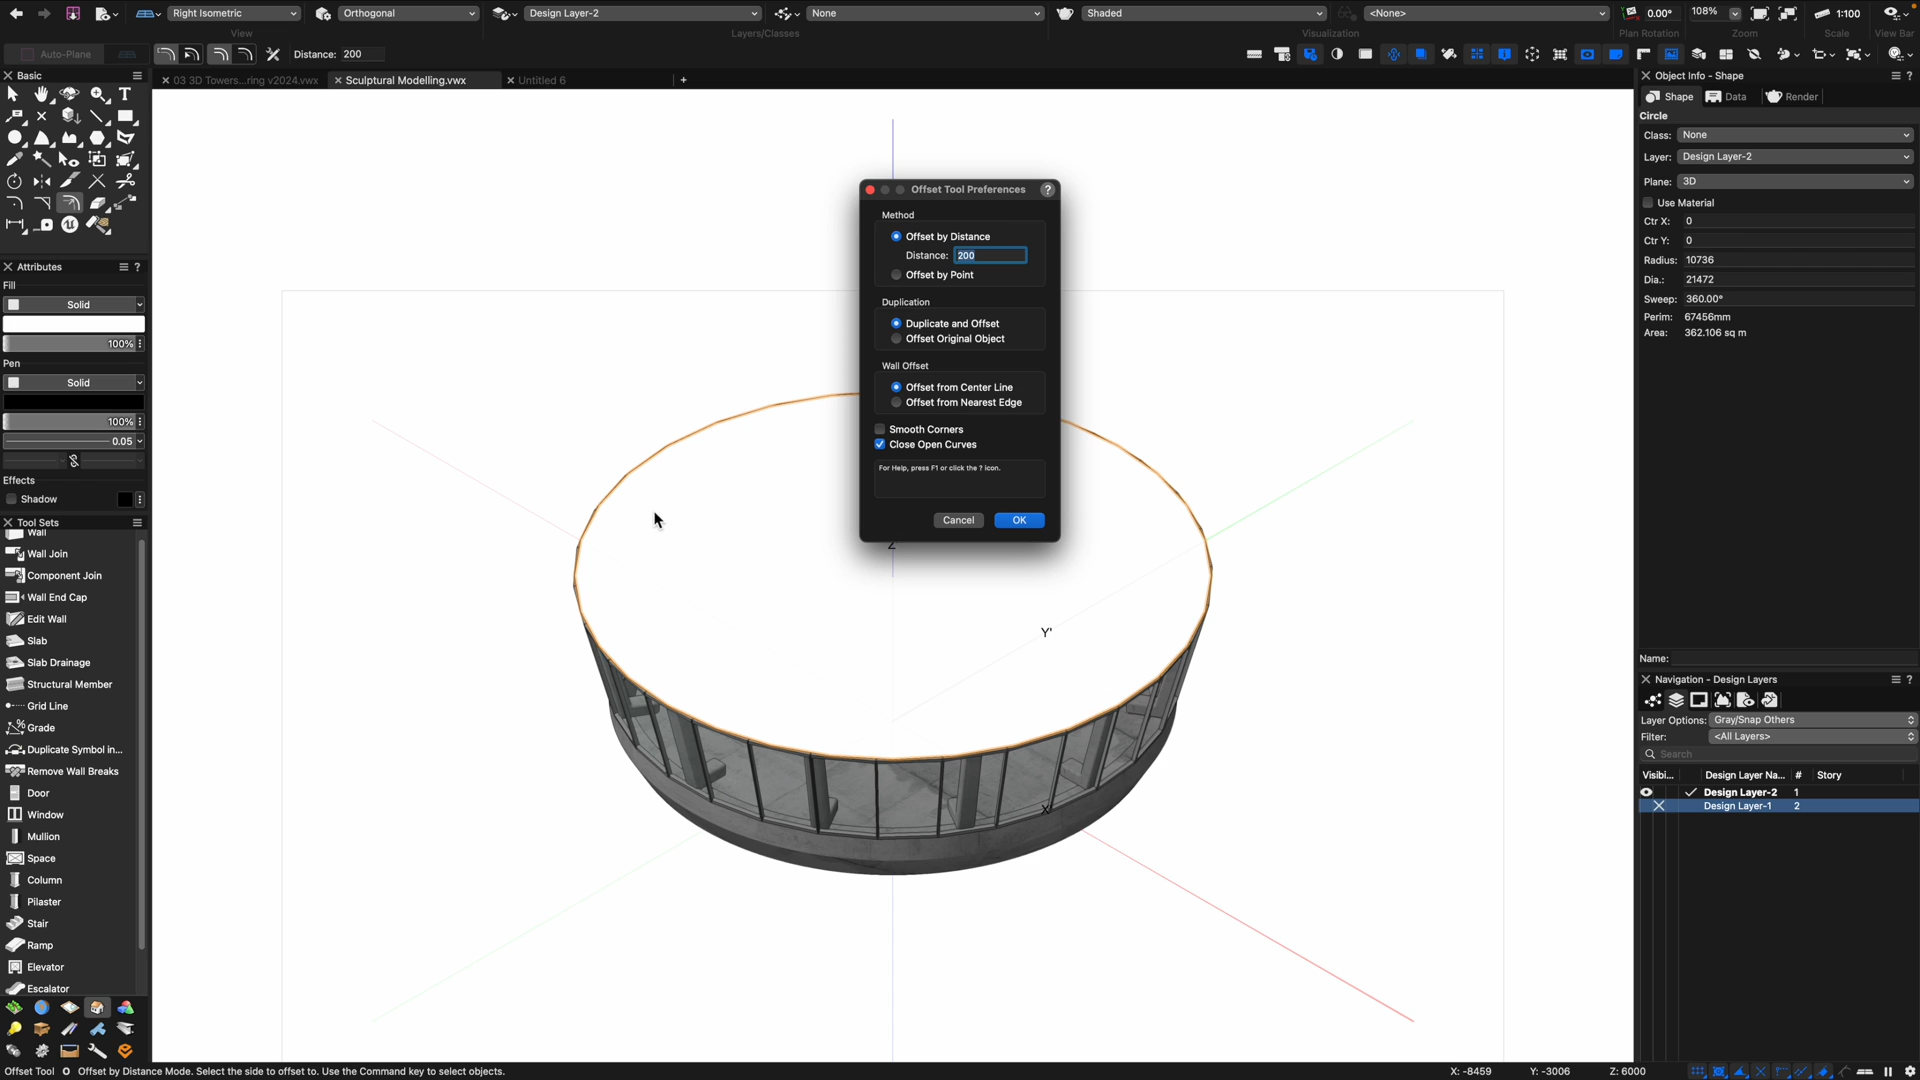 Right Isometric
Orthogonal
Design Layer-2
None
Shaded
<None>
0.00°
108%
1:100
View
Layers/Classes
Visualization
Plan Rotation
Zoom
Scale
View Bar
Auto-Plane
Distance: 200
Basic
03 3D Towers...ring v2024.vwx
Sculptural Modelling.vwx
Untitled 6
Attributes
Fill
Solid
100%
Pen
Solid
100%
0.05
Effects
Shadow
Tool Sets
Wall
Wall Join
Component Join
Wall End Cap
Edit Wall
Slab
Slab Drainage
Structural Member
Grid Line
Grade
Duplicate Symbol in...
Remove Wall Breaks
Door
Window
Mullion
Space
Column
Pilaster
Stair
Ramp
Elevator
Escalator
Offset Tool Preferences
Method
Offset by Distance
Distance: 200
Offset by Point
Duplication
Duplicate and Offset
Offset Original Object
Wall Offset
Offset from Center Line
Offset from Nearest Edge
Smooth Corners
Close Open Curves
For Help, press F1 or click the ? icon.
Cancel
OK
Z
Y'
X
Object Info - Shape
Shape
Data
Render
Circle
Class: None
Layer: Design Layer-2
Plane: 3D
Use Material
Ctr X: 0
Ctr Y: 0
Radius: 10736
Dia.: 21472
Sweep: 360.00°
Perim: 67456mm
Area: 362.106 sq m
Name:
Navigation - Design Layers
Layer Options: Gray/Snap Others
Filter: <All Layers>
Search
Visibi...
Design Layer Na...
#
Story
Design Layer-2 1
Design Layer-1 2
Offset Tool O Offset by Distance Mode. Select the side to offset to. Use the Command key to select objects.
X: -8459
Y: -3006
Z: 6000